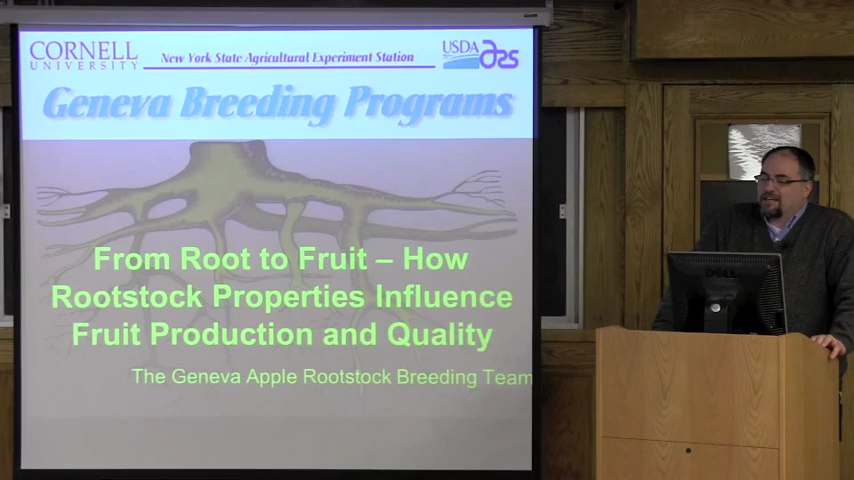 CORNELL
UNIVERSITY
New York State Agricultural Experiment Station
USDA ars
Geneva Breeding Programs
From Root to Fruit – How
Rootstock Properties Influence
Fruit Production and Quality
The Geneva Apple Rootstock Breeding Team
DELL